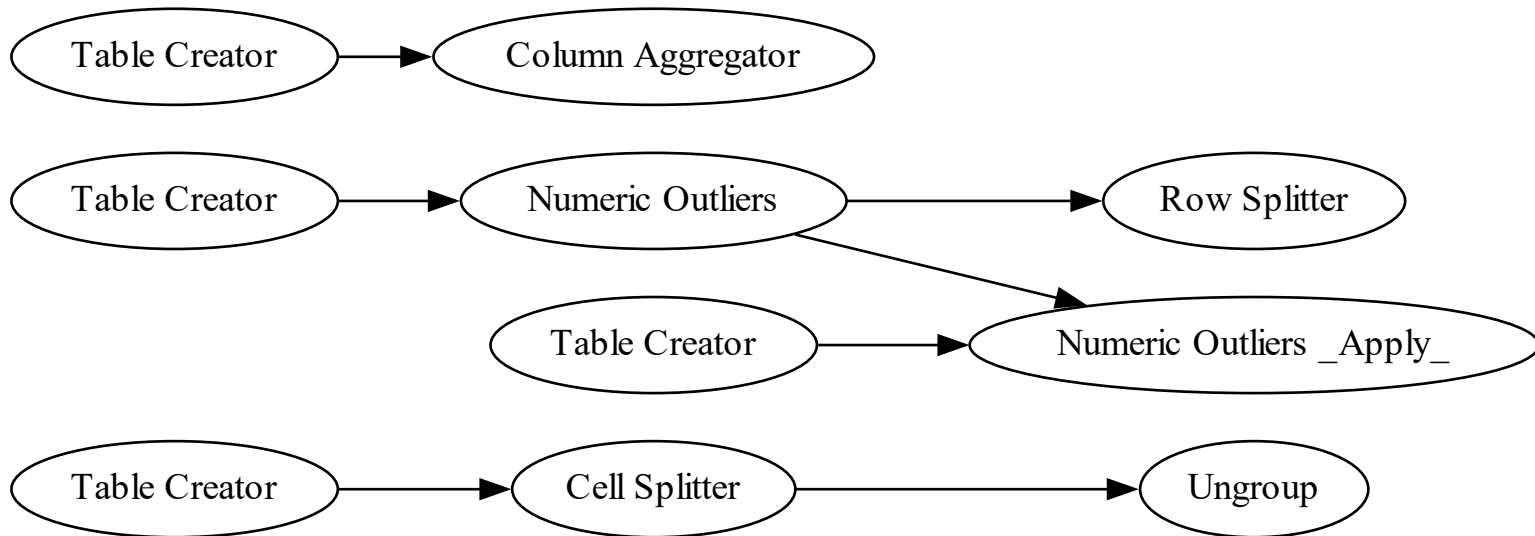 Table Creator
Column Aggregator
Table Creator
Numeric Outliers
Row Splitter
Table Creator
Numeric Outliers _Apply_
Table Creator
Cell Splitter
Ungroup